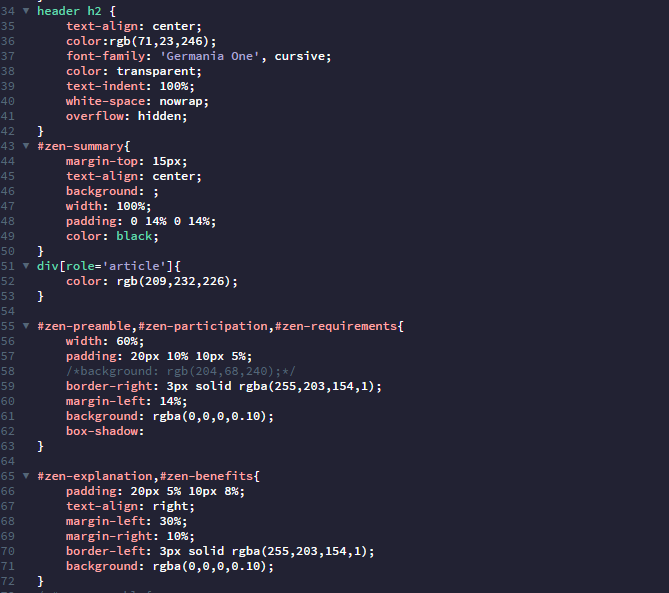 34 header h2 {
35 text-align: center;
36 color:rgb(71,23,246);
37 font-family: 'Germania One', cursive;
38 color: transparent;
39 text-indent: 100%;
40 white-space: nowrap;
41 overflow: hidden;
42 }
43 #zen-summary{
44 margin-top: 15px;
45 text-align: center;
46 background: ;
47 width: 100%;
48 padding: 0 14% 0 14%;
49 color: black;
50 }
51 div[role='article']{
52 color: rgb(209,232,226);
53 }
54
55 #zen-preamble,#zen-participation,#zen-requirements{
56 width: 60%;
57 padding: 20px 10% 10px 5%;
58 /*background: rgb(204,68,240);*/
59 border-right: 3px solid rgba(255,203,154,1);
60 margin-left: 14%;
61 background: rgba(0,0,0,0.10);
62 box-shadow:
63 }
64
65 #zen-explanation,#zen-benefits{
66 padding: 20px 5% 10px 8%;
67 text-align: right;
68 margin-left: 30%;
69 margin-right: 10%;
70 border-left: 3px solid rgba(255,203,154,1);
71 background: rgba(0,0,0,0.10);
72 }